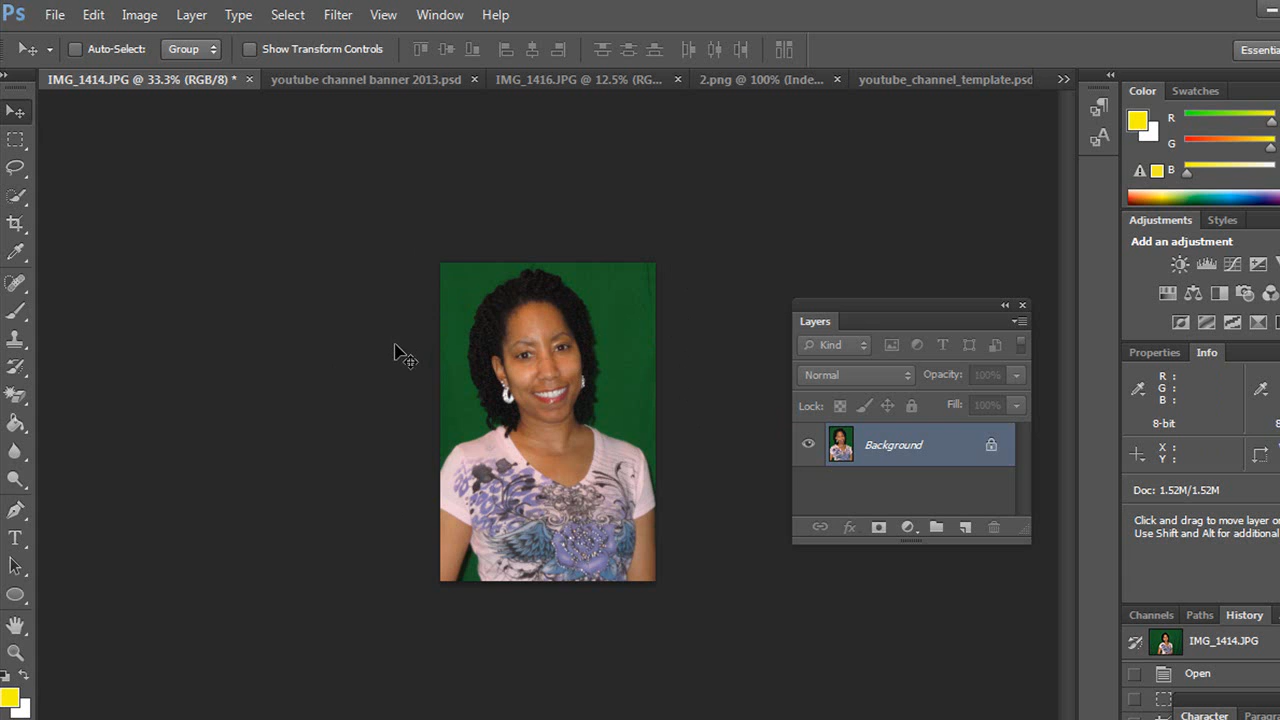 Ps File Edit Image Layer Type Select Filter View Window Help
Auto-Select: Group Show Transform Controls Essentia
IMG_1414.JPG @ 33.3% (RGB/8) * × youtube channel banner 2013.psd × IMG_1416.JPG @ 12.5% (RG... × 2.png @ 100% (Inde... × youtube_channel_template.psd
Color Swatches
R
G
B
Adjustments Styles
Add an adjustment
Layers
Kind
Normal Opacity: 100%
Lock: Fill: 100%
Background
fx
Properties Info
R :
G :
B :
8-bit 8
X :
Y :
Doc: 1.52M/1.52M
Click and drag to move layer or
Use Shift and Alt for additional
Channels Paths History
IMG_1414.JPG
Open
Character Paragra